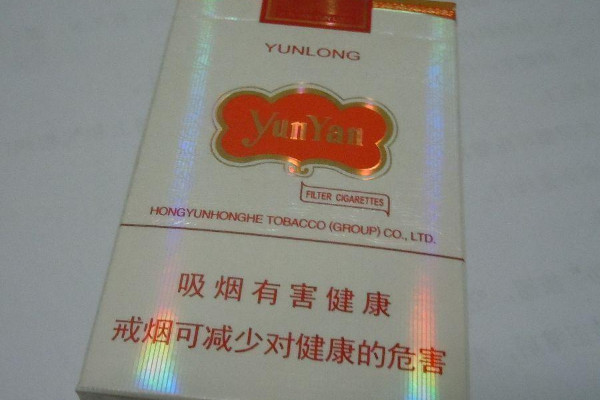 YUNLONG
YunYan
FILTER CIGARETTES
HONGYUNHONGHE TOBACCO (GROUP) CO., LTD.
吸烟有害健康
戒烟可减少对健康的危害